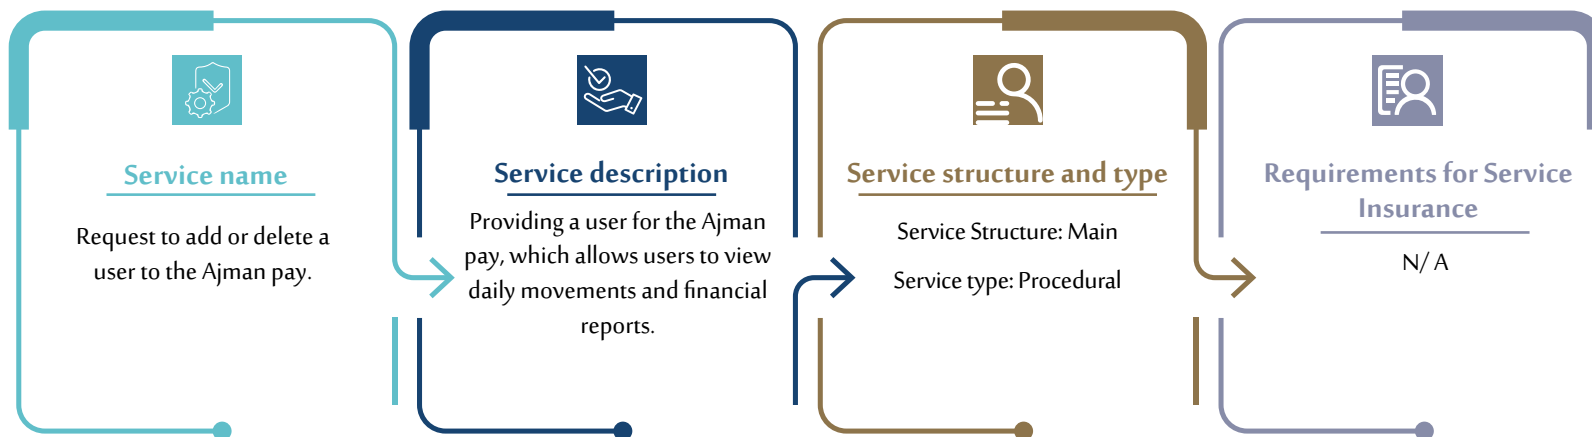 Service name
Request to add or delete a
user to the Ajman pay.
Service description
Providing a user for the Ajman
pay, which allows users to view
daily movements and financial
reports.
Service structure and type
Service Structure: Main
Service type: Procedural
Requirements for Service
Insurance
N/ A